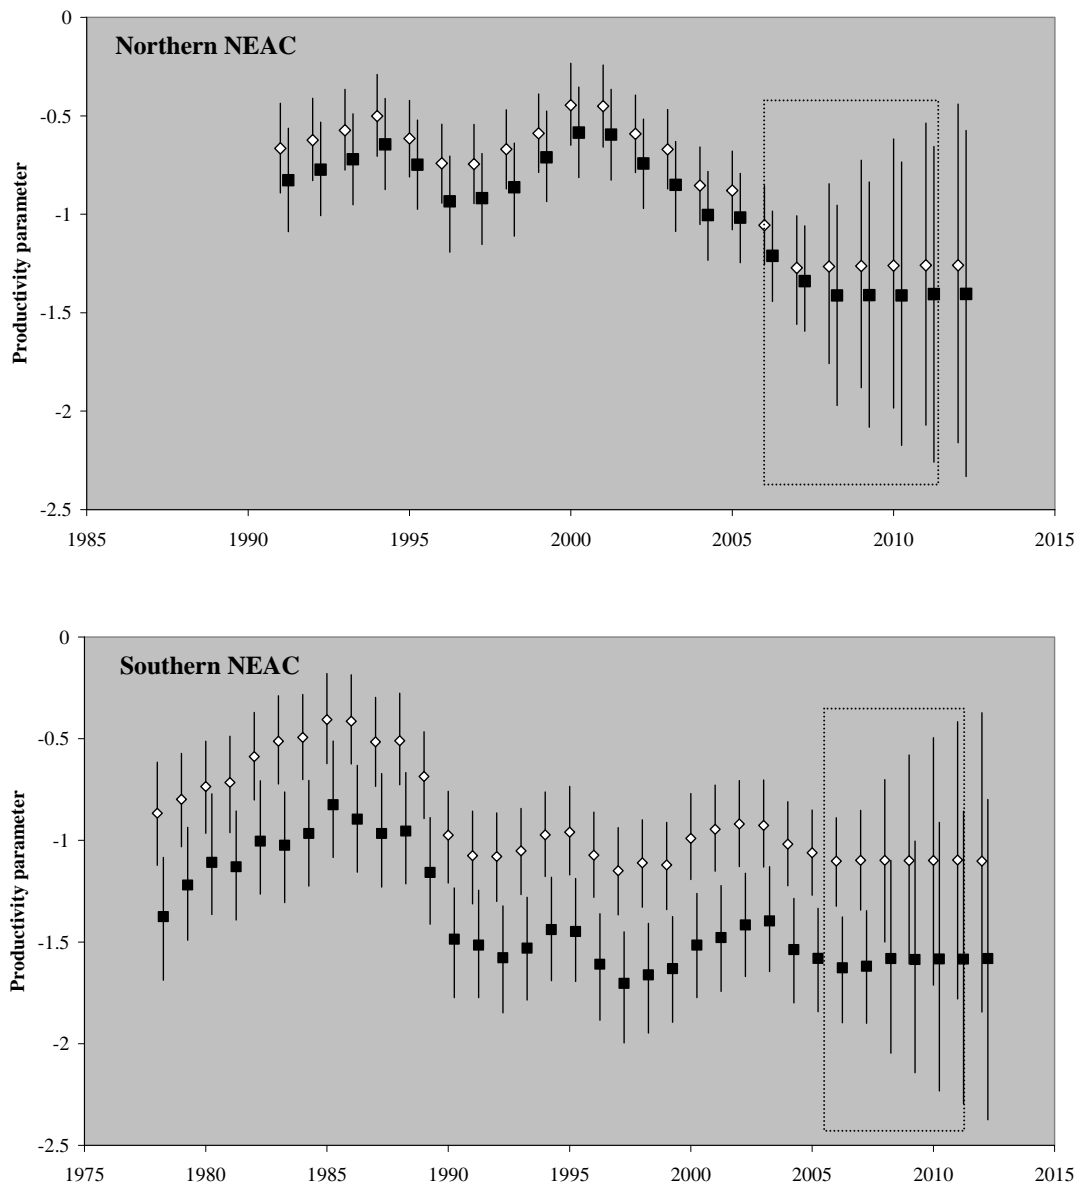 0
Northern NEAC
-0.5
-1
-1.5
-2
-2.5
Productivity parameter
1985 1990 1995 2000 2005 2010 2015
0
Southern NEAC
-0.5
-1
-1.5
-2
-2.5
Productivity parameter
1975 1980 1985 1990 1995 2000 2005 2010 2015